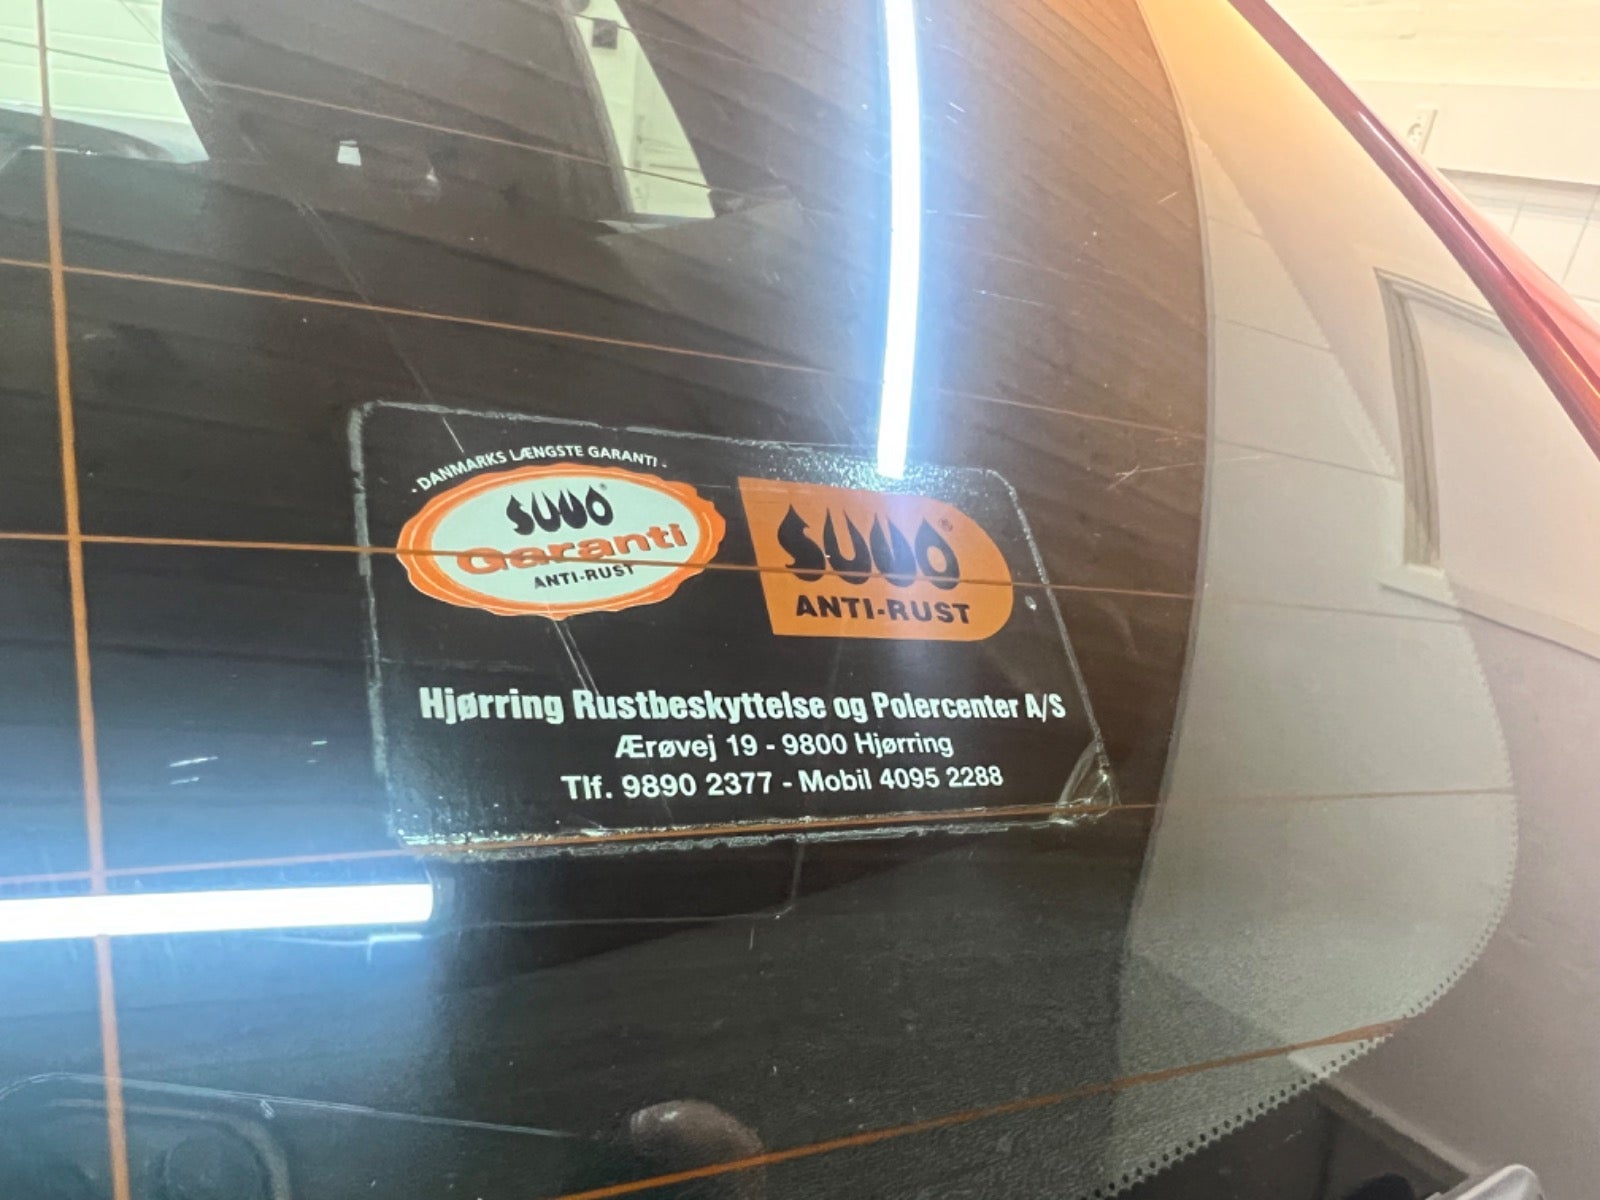 · DANMARKS LÆNGSTE GARANTI ·
SUVO®
Garanti
ANTI-RUST
SUVO®
ANTI-RUST
Hjørring Rustbeskyttelse og Polercenter A/S
Ærøvej 19 - 9800 Hjørring
Tlf. 9890 2377 - Mobil 4095 2288